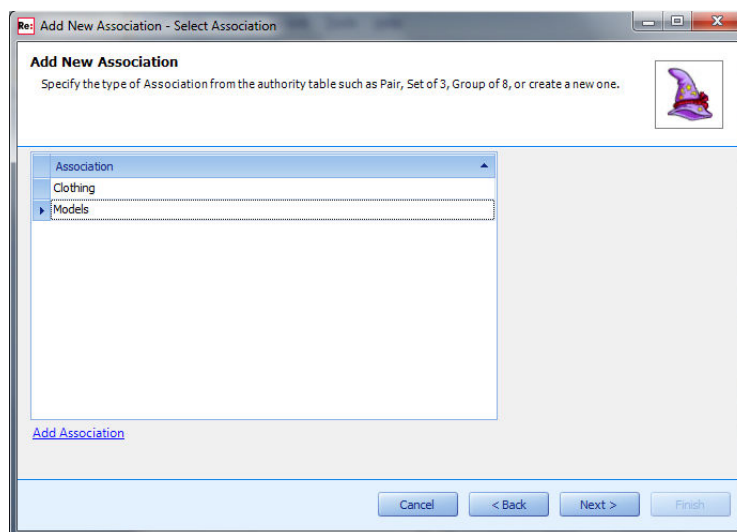 Re: Add New Association - Select Association
Add New Association
Specify the type of Association from the authority table such as Pair, Set of 3, Group of 8, or create a new one.
Association
Clothing
Models
Add Association
Cancel
< Back
Next >
Finish